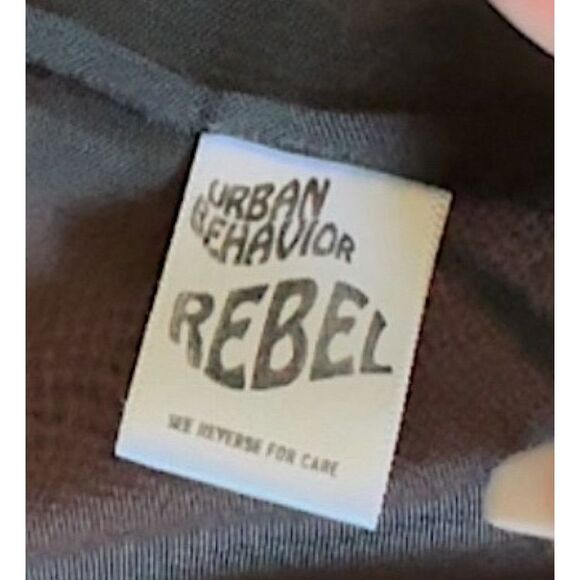 URBAN
BEHAVIOR
REBEL
SEE REVERSE FOR CARE